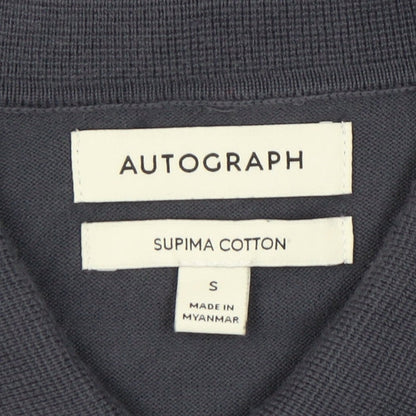 AUTOGRAPH
SUPIMA COTTON
S
MADE IN
MYANMAR